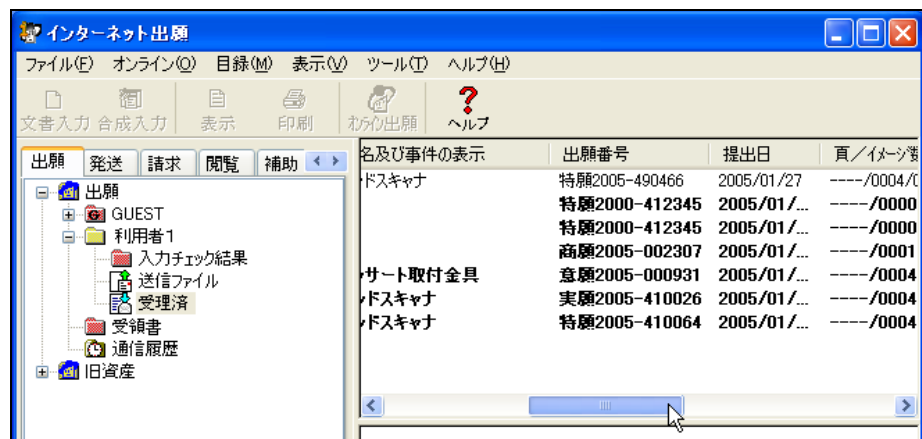 インターネット出願
ファイル(F) オンライン(O) 目録(M) 表示(V) ツール(T) ヘルプ(H)
文書入力 合成入力 表示 印刷 オンライン出願 ヘルプ
出願 発送 請求 閲覧 補助
出願
GUEST
利用者1
入力チェック結果
送信ファイル
受理済
受領書
通信履歴
旧資産
名及び事件の表示 出願番号 提出日 頁/イメージ数
ドスキャナ 特願2005-490466 2005/01/27 ----/0004/0
特願2000-412345 2005/01/... ----/0000
特願2000-412345 2005/01/... ----/0000
商願2005-002307 2005/01/... ----/0001
サート取付金具 意願2005-000931 2005/01/... ----/0004
ドスキャナ 実願2005-410026 2005/01/... ----/0004
ドスキャナ 特願2005-410064 2005/01/... ----/0004